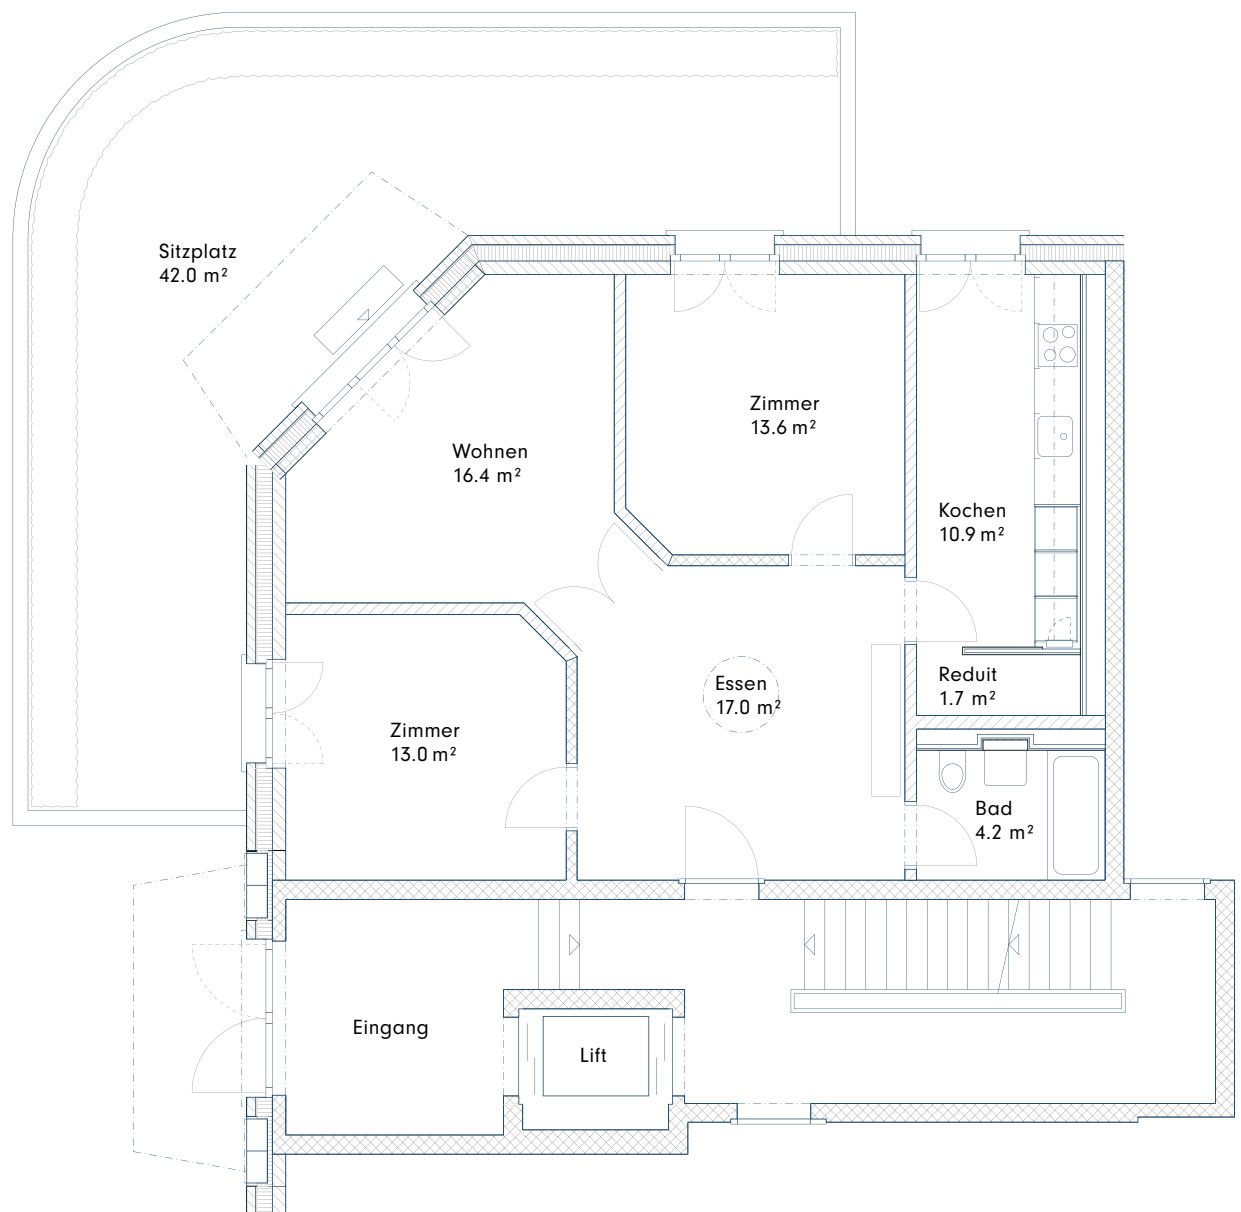 Sitzplatz
42.0 m²
Zimmer
13.6 m²
Wohnen
16.4 m²
Kochen
10.9 m²
Reduit
1.7 m²
Essen
17.0 m²
Zimmer
13.0 m²
Bad
4.2 m²
Eingang
Lift